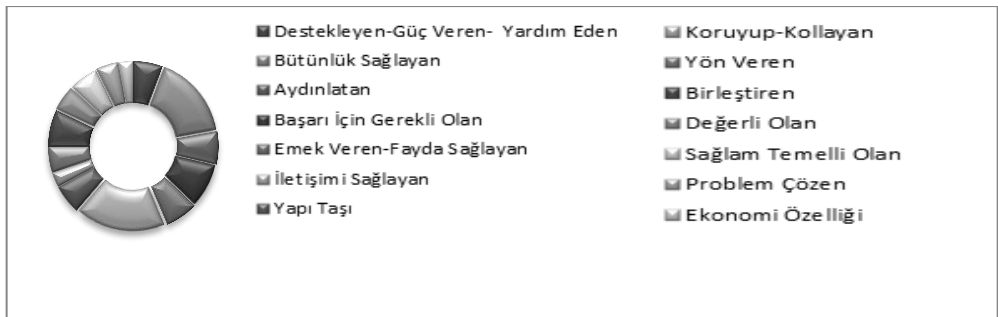 Destekleyen-Güç Veren- Yardım Eden
Bütünlük Sağlayan
Aydınlatan
Başarı İçin Gerekli Olan
Emek Veren-Fayda Sağlayan
İletişimi Sağlayan
Yapı Taşı
Koruyup-Kollayan
Yön Veren
Birleştiren
Değerli Olan
Sağlam Temelli Olan
Problem Çözen
Ekonomi Özelliği